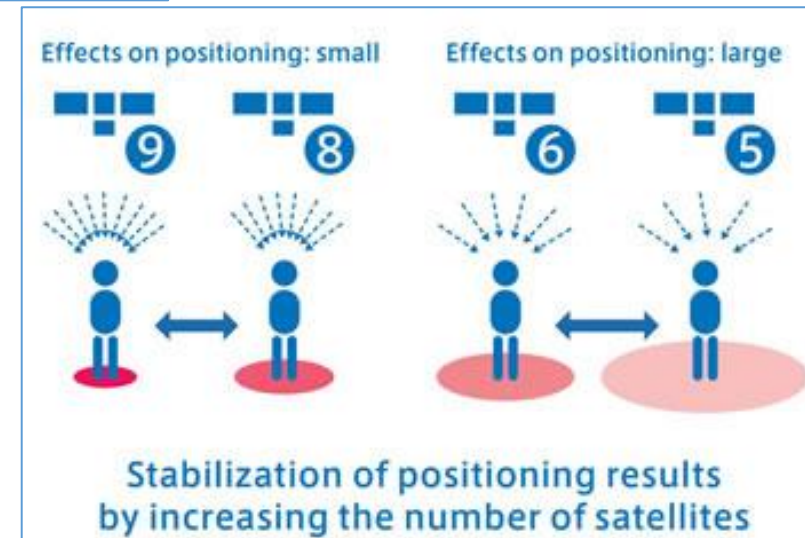 Effects on positioning: small
Effects on positioning: large
9
8
6
5
Stabilization of positioning results
by increasing the number of satellites